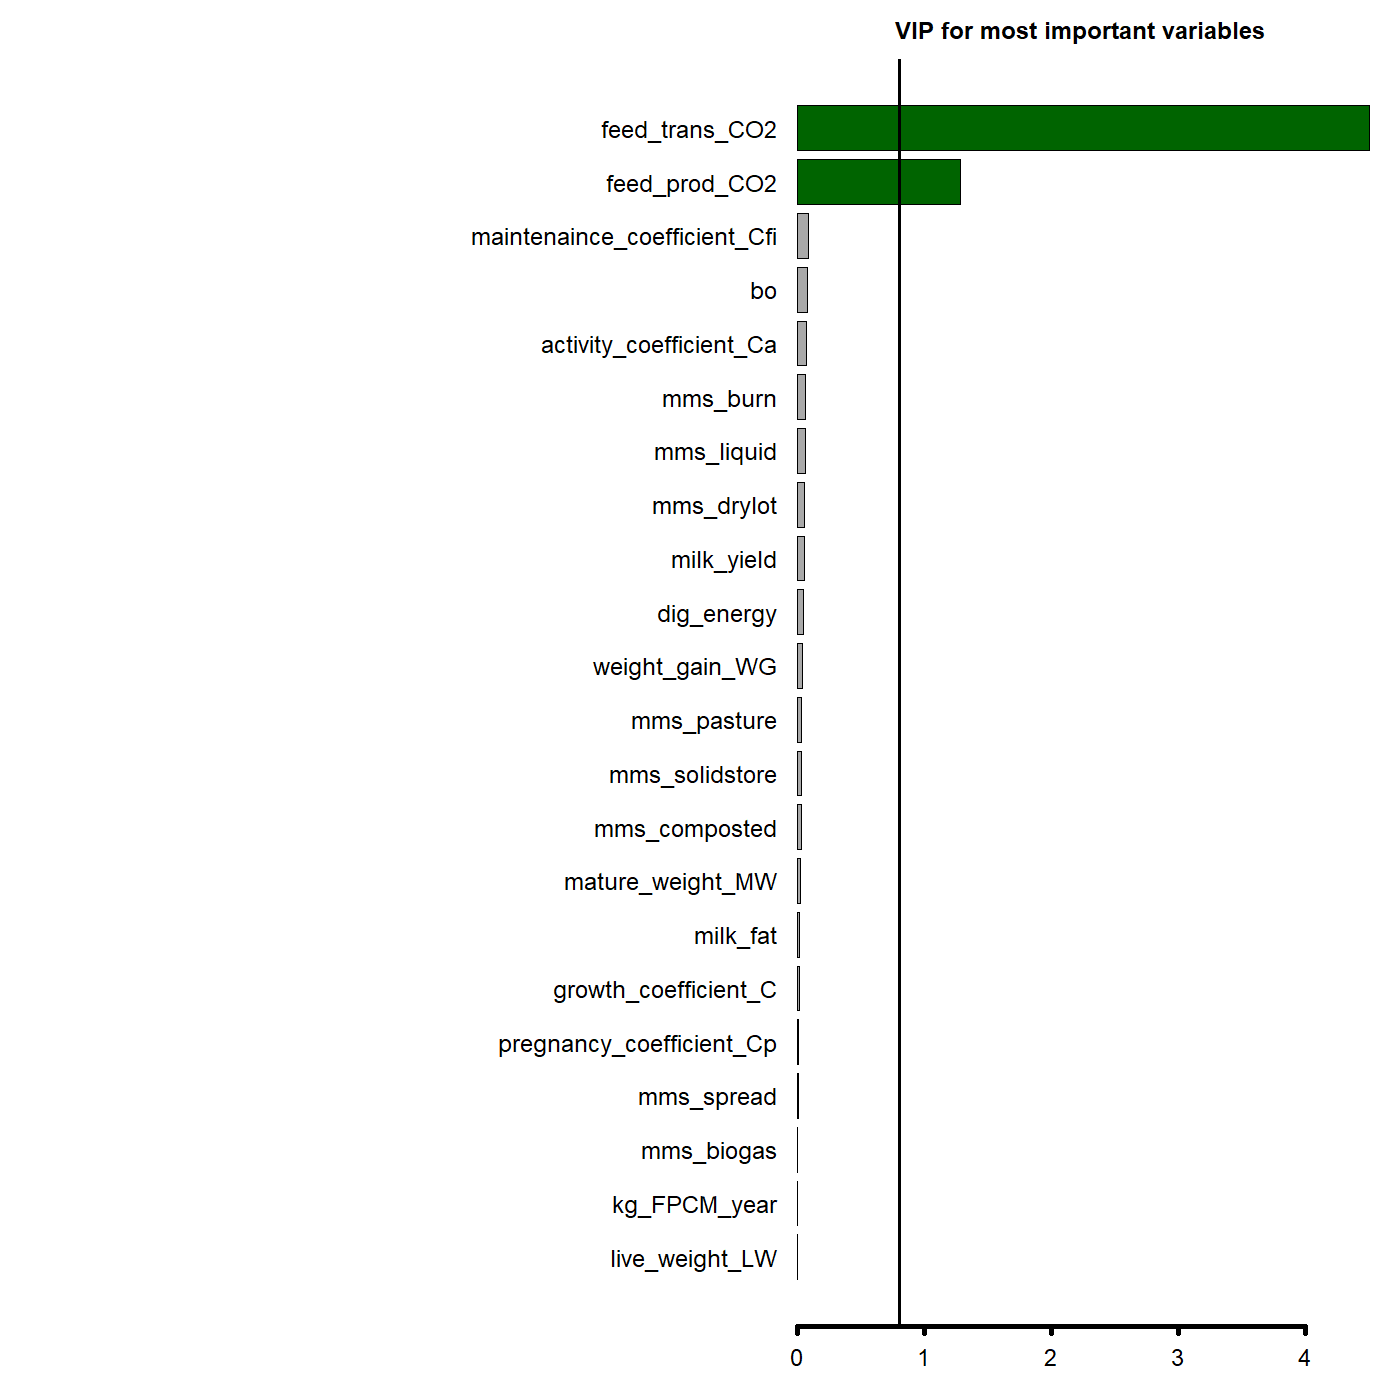 VIP for most important variables
feed_trans_CO2
feed_prod_CO2
maintenaince_coefficient_Cfi
bo
activity_coefficient_Ca
mms_burn
mms_liquid
mms_drylot
milk_yield
dig_energy
weight_gain_WG
mms_pasture
mms_solidstore
mms_composted
mature_weight_MW
milk_fat
growth_coefficient_C
pregnancy_coefficient_Cp
mms_spread
mms_biogas
kg_FPCM_year
live_weight_LW
0 1 2 3 4